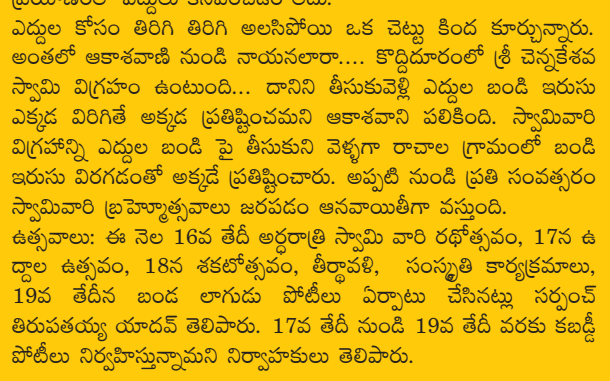 ఎద్దుల కోసం తిరిగి తిరిగి అలసిపోయి ఒక చెట్టు కింద కూర్చున్నారు.
అంతలో ఆకాశవాణి నుండి నాయనలారా.... కొద్దిదూరంలో శ్రీ చెన్నకేశవ
స్వామి విగ్రహం ఉంటుంది... దానిని తీసుకువెళ్లి ఎద్దుల బండి ఇరుసు
ఎక్కడ విరిగితే అక్కడ ప్రతిష్టించమని ఆకాశవాని పలికింది. స్వామివారి
విగ్రహాన్ని ఎద్దుల బండి పై తీసుకుని వెళ్ళగా రాచాల గ్రామంలో బండి
ఇరుసు విరగడంతో అక్కడే ప్రతిష్టించారు. అప్పటి నుండి ప్రతి సంవత్సరం
స్వామివారి బ్రహ్మోత్సవాలు జరపడం ఆనవాయితీగా వస్తుంది.
ఉత్సవాలు: ఈ నెల 16వ తేదీ అర్ధరాత్రి స్వామి వారి రథోత్సవం, 17న ఉ
ద్దాల ఉత్సవం, 18న శకటోత్సవం, తీర్థావళి, సంస్కృతి కార్యక్రమాలు,
19వ తేదీన బండ లాగుడు పోటీలు ఏర్పాటు చేసినట్లు సర్పంచ్
తిరుపతయ్య యాదవ్ తెలిపారు. 17వ తేదీ నుండి 19వ తేదీ వరకు కబడ్డీ
పోటీలు నిర్వహిస్తున్నామని నిర్వాహకులు తెలిపారు.